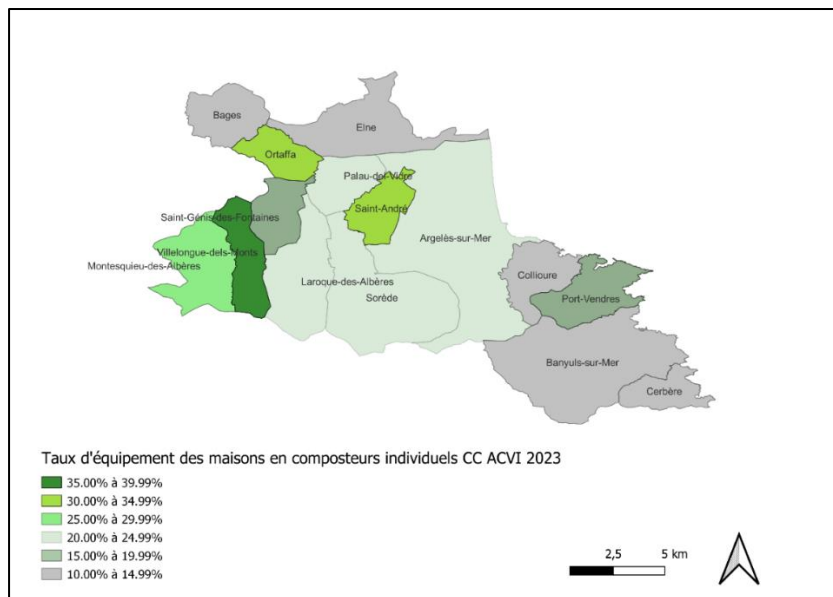 Bages
Elne
Ortaffa
Palau-del-Vidre
Saint-André
Saint-Génis-des-Fontaines
Argelès-sur-Mer
Villelongue-dels-Monts
Montesquieu-des-Albères
Collioure
Laroque-des-Albères
Sorède
Port-Vendres
Banyuls-sur-Mer
Cerbère
Taux d'équipement des maisons en composteurs individuels CC ACVI 2023
35.00% à 39.99%
30.00% à 34.99%
25.00% à 29.99%
20.00% à 24.99%
15.00% à 19.99%
10.00% à 14.99%
2,5 5 km